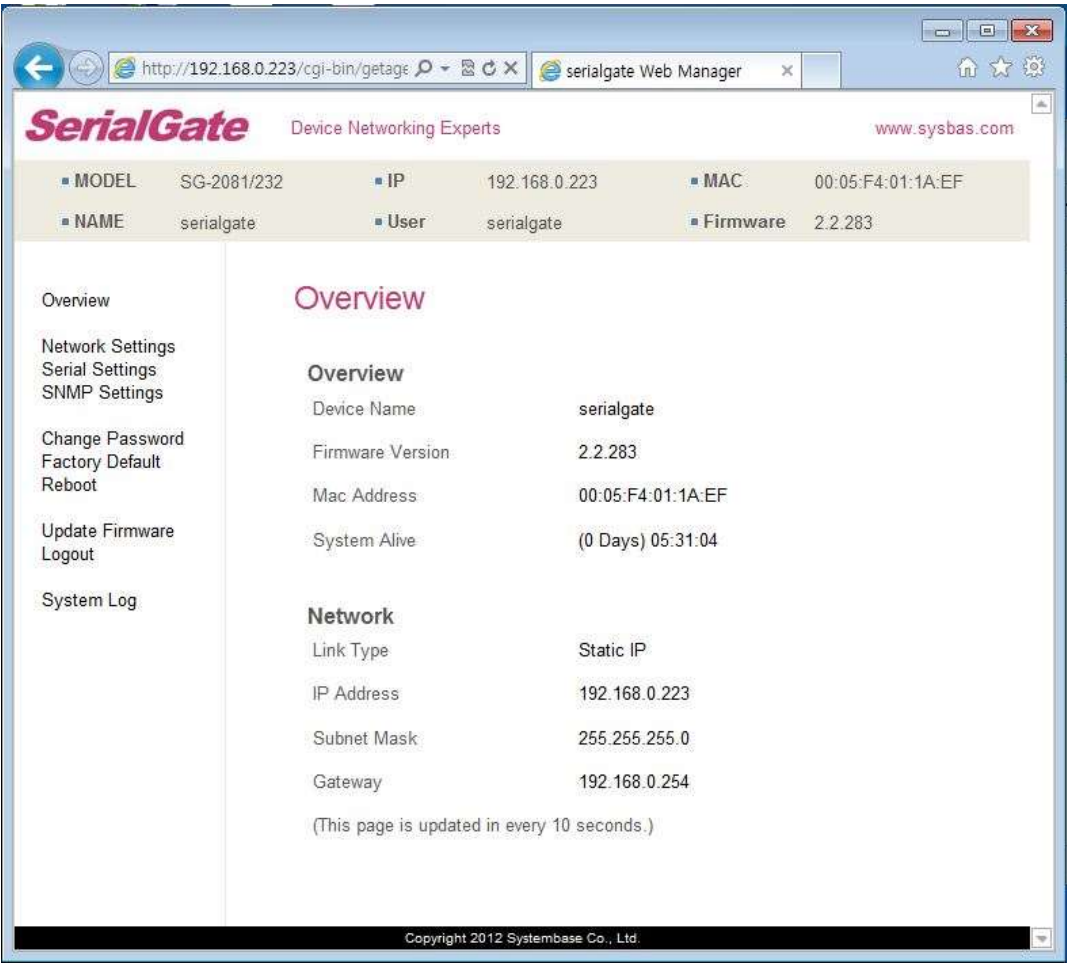 http://192.168.0.223/cgi-bin/getage
serialgate Web Manager
SerialGate Device Networking Experts www.sysbas.com
MODEL SG-2081/232 IP 192.168.0.223 MAC 00:05:F4:01:1A:EF
NAME serialgate User serialgate Firmware 2.2.283
Overview
Network Settings
Serial Settings
SNMP Settings
Change Password
Factory Default
Reboot
Update Firmware
Logout
System Log
Overview
Overview
Device Name serialgate
Firmware Version 2.2.283
Mac Address 00:05:F4:01:1A:EF
System Alive (0 Days) 05:31:04
Network
Link Type Static IP
IP Address 192.168.0.223
Subnet Mask 255.255.255.0
Gateway 192.168.0.254
(This page is updated in every 10 seconds.)
Copyright 2012 Systembase Co., Ltd.